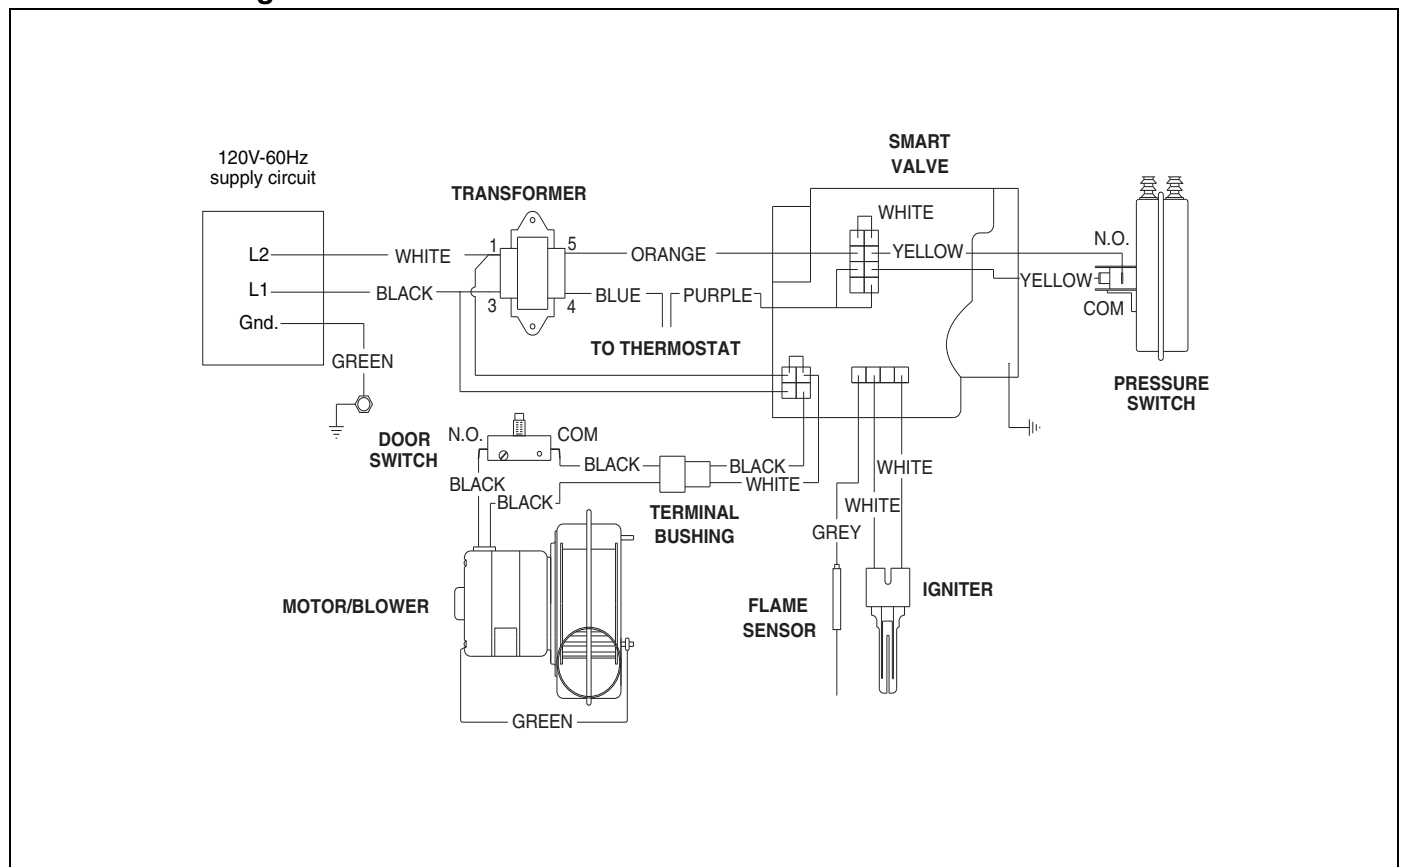 120V-60Hz
supply circuit
L2
L1
Gnd.
GREEN
WHITE
BLACK
TRANSFORMER
1
3
5
4
ORANGE
BLUE
PURPLE
TO THERMOSTAT
SMART
VALVE
WHITE
YELLOW
YELLOW
N.O.
COM
PRESSURE
SWITCH
DOOR
SWITCH
N.O.
COM
BLACK
BLACK
BLACK
BLACK
WHITE
TERMINAL
BUSHING
WHITE
WHITE
GREY
MOTOR/BLOWER
FLAME
SENSOR
IGNITER
GREEN